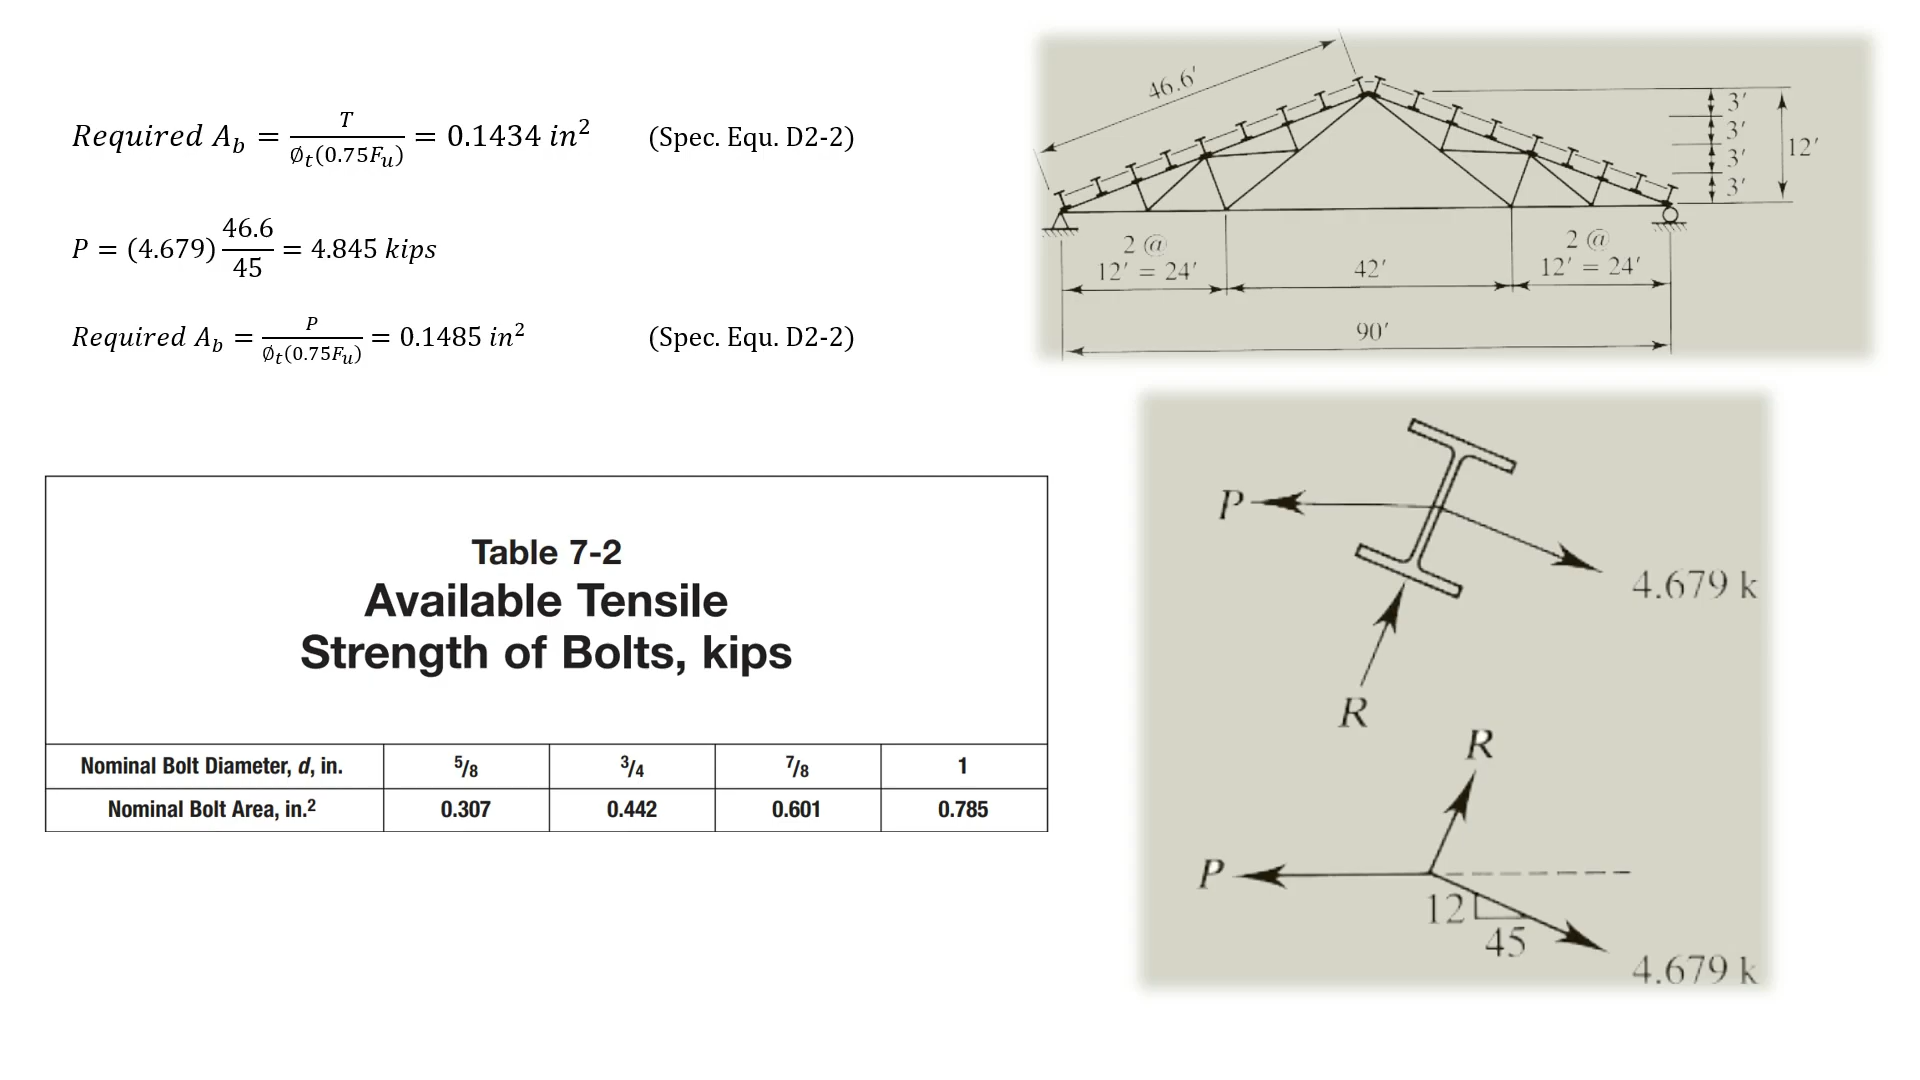 Required A_b = T / ∅_t(0.75F_u) = 0.1434 in² (Spec. Equ. D2-2)
P = (4.679) 46.6 / 45 = 4.845 kips
Required A_b = P / ∅_t(0.75F_u) = 0.1485 in² (Spec. Equ. D2-2)
Table 7-2
Available Tensile
Strength of Bolts, kips
Nominal Bolt Diameter, d, in. 5/8 3/4 7/8 1
Nominal Bolt Area, in.² 0.307 0.442 0.601 0.785
46.6′
3′
3′
3′
3′
12′
2 @
12′ = 24′
42′
2 @
12′ = 24′
90′
P
4.679 k
R
R
P
12
45
4.679 k